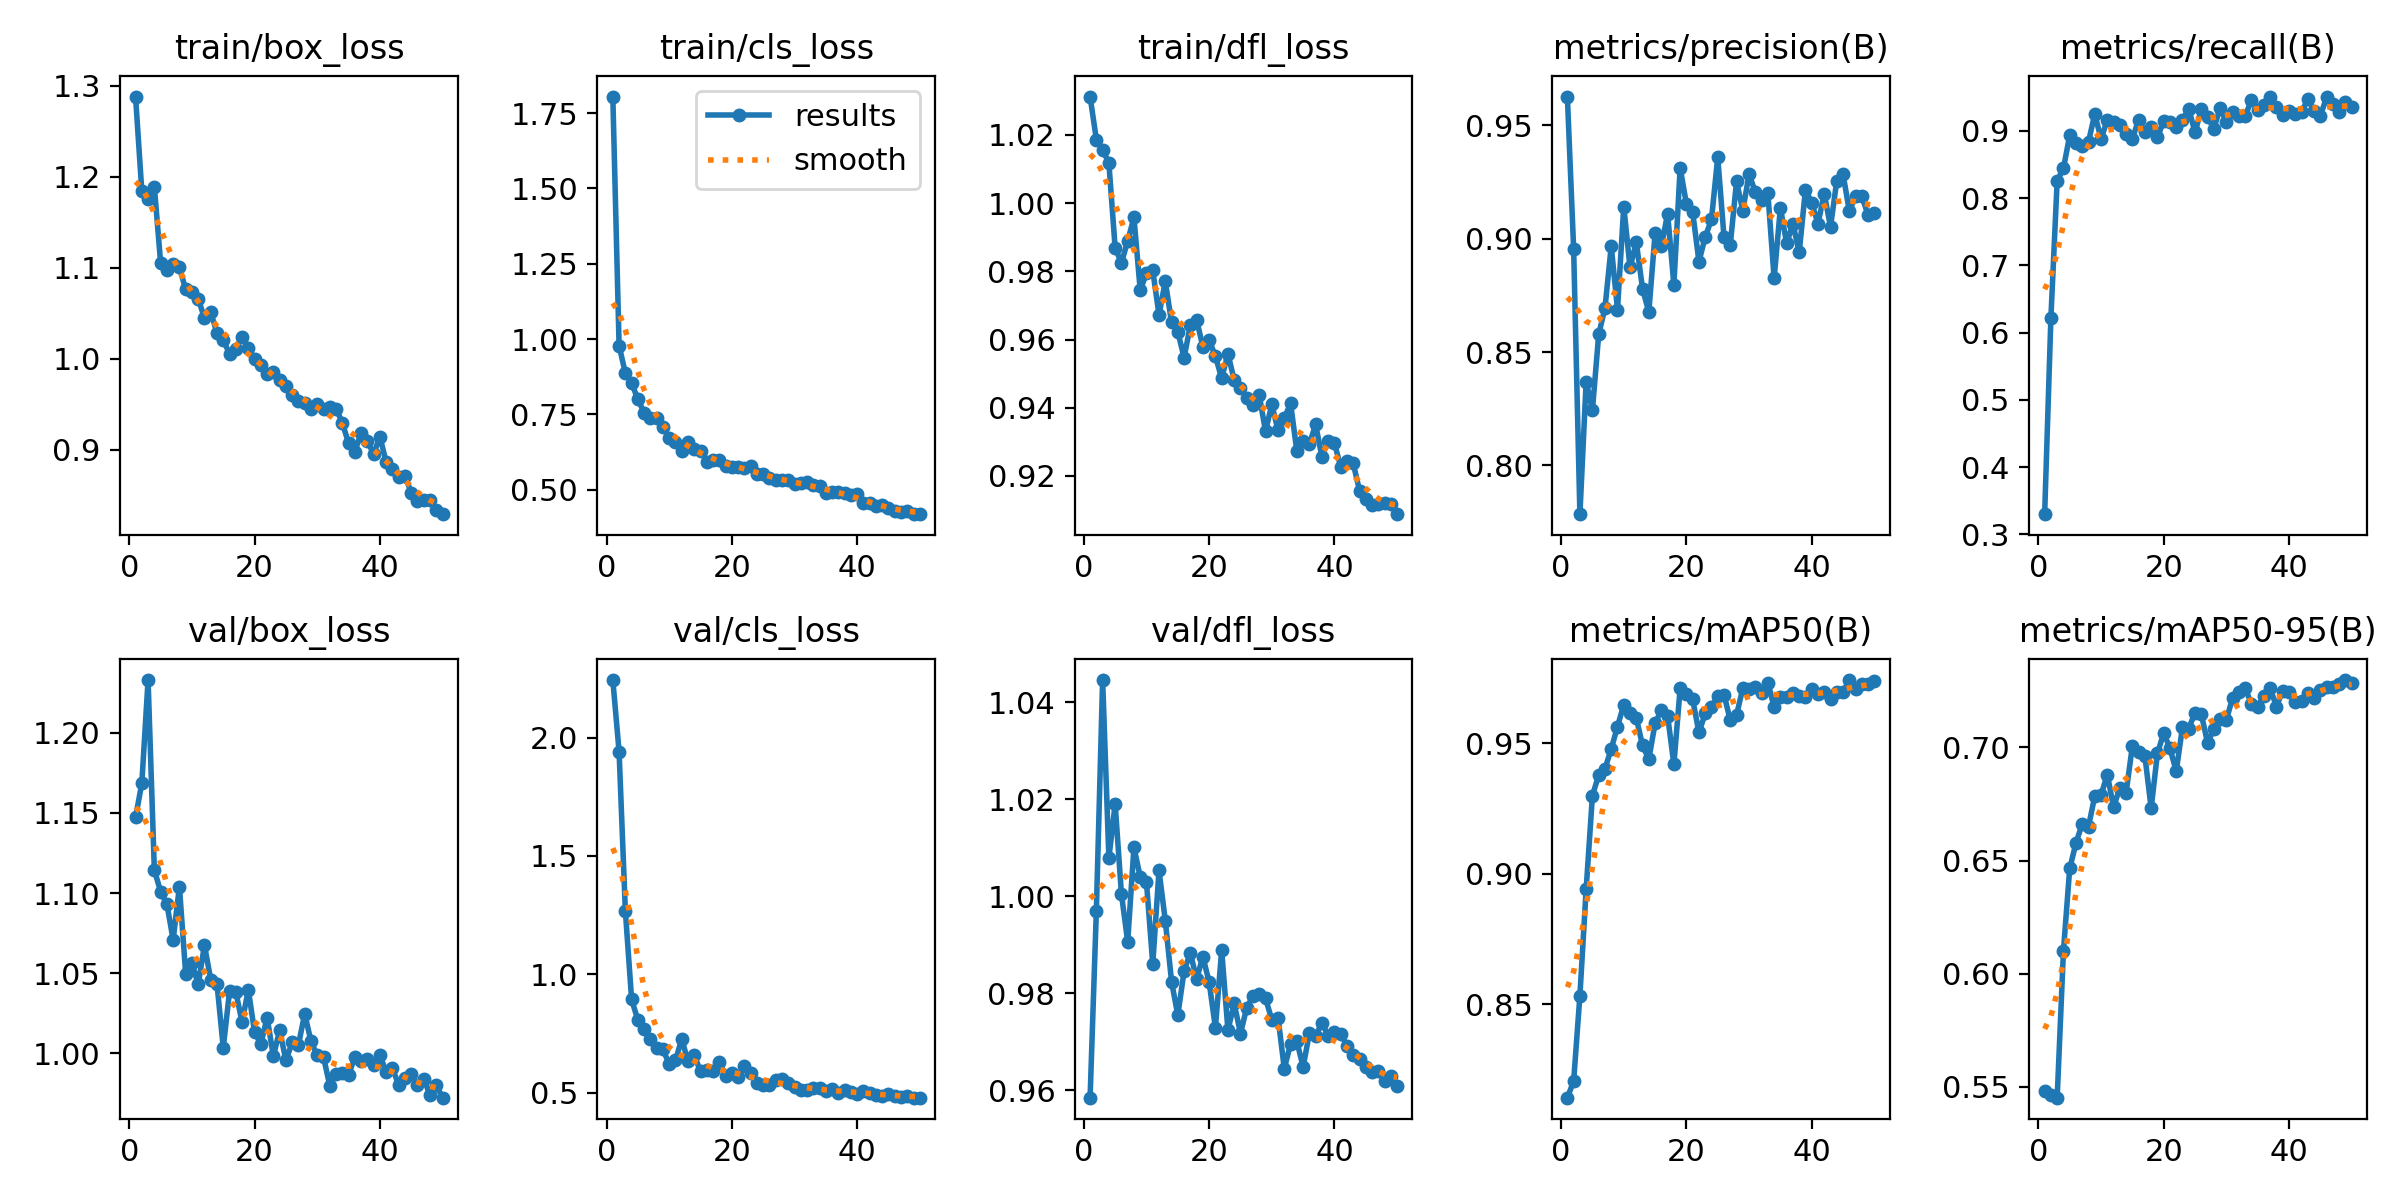 train/box_loss
1.3
1.2
1.1
1.0
0.9
0 20 40
train/cls_loss
results
smooth
1.75
1.50
1.25
1.00
0.75
0.50
0 20 40
train/dfl_loss
1.02
1.00
0.98
0.96
0.94
0.92
0 20 40
metrics/precision(B)
0.95
0.90
0.85
0.80
0 20 40
metrics/recall(B)
0.9
0.8
0.7
0.6
0.5
0.4
0.3
0 20 40
val/box_loss
1.20
1.15
1.10
1.05
1.00
0 20 40
val/cls_loss
2.0
1.5
1.0
0.5
0 20 40
val/dfl_loss
1.04
1.02
1.00
0.98
0.96
0 20 40
metrics/mAP50(B)
0.95
0.90
0.85
0 20 40
metrics/mAP50-95(B)
0.70
0.65
0.60
0.55
0 20 40